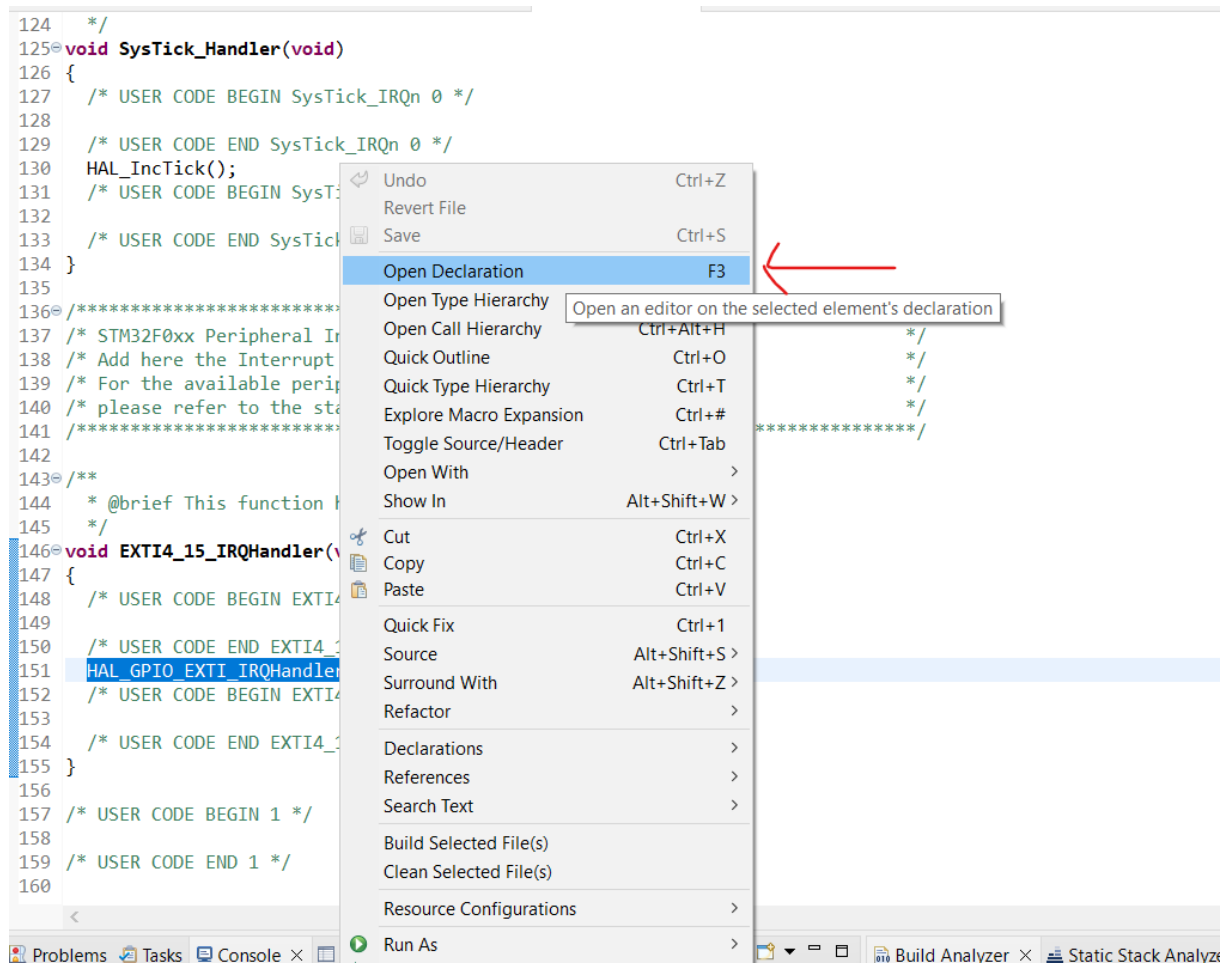 124 */
125 void SysTick_Handler(void)
126 {
127 /* USER CODE BEGIN SysTick_IRQn 0 */
128
129 /* USER CODE END SysTick_IRQn 0 */
130 HAL_IncTick();
131 /* USER CODE BEGIN SysTi
132
133 /* USER CODE END SysTick
134 }
135
136 /*************************
137 /* STM32F0xx Peripheral In */
138 /* Add here the Interrupt */
139 /* For the available perip */
140 /* please refer to the sta */
141 /************************* ***************/
142
143 /**
144 * @brief This function h
145 */
146 void EXTI4_15_IRQHandler(v
147 {
148 /* USER CODE BEGIN EXTI4
149
150 /* USER CODE END EXTI4_1
151 HAL_GPIO_EXTI_IRQHandler
152 /* USER CODE BEGIN EXTI4
153
154 /* USER CODE END EXTI4_1
155 }
156
157 /* USER CODE BEGIN 1 */
158
159 /* USER CODE END 1 */
160
Undo Ctrl+Z
Revert File
Save Ctrl+S
Open Declaration F3
Open Type Hierarchy
Open an editor on the selected element's declaration
Open Call Hierarchy Ctrl+Alt+H
Quick Outline Ctrl+O
Quick Type Hierarchy Ctrl+T
Explore Macro Expansion Ctrl+#
Toggle Source/Header Ctrl+Tab
Open With >
Show In Alt+Shift+W >
Cut Ctrl+X
Copy Ctrl+C
Paste Ctrl+V
Quick Fix Ctrl+1
Source Alt+Shift+S >
Surround With Alt+Shift+Z >
Refactor >
Declarations >
References >
Search Text >
Build Selected File(s)
Clean Selected File(s)
Resource Configurations >
Run As >
Problems Tasks Console Build Analyzer Static Stack Analyze